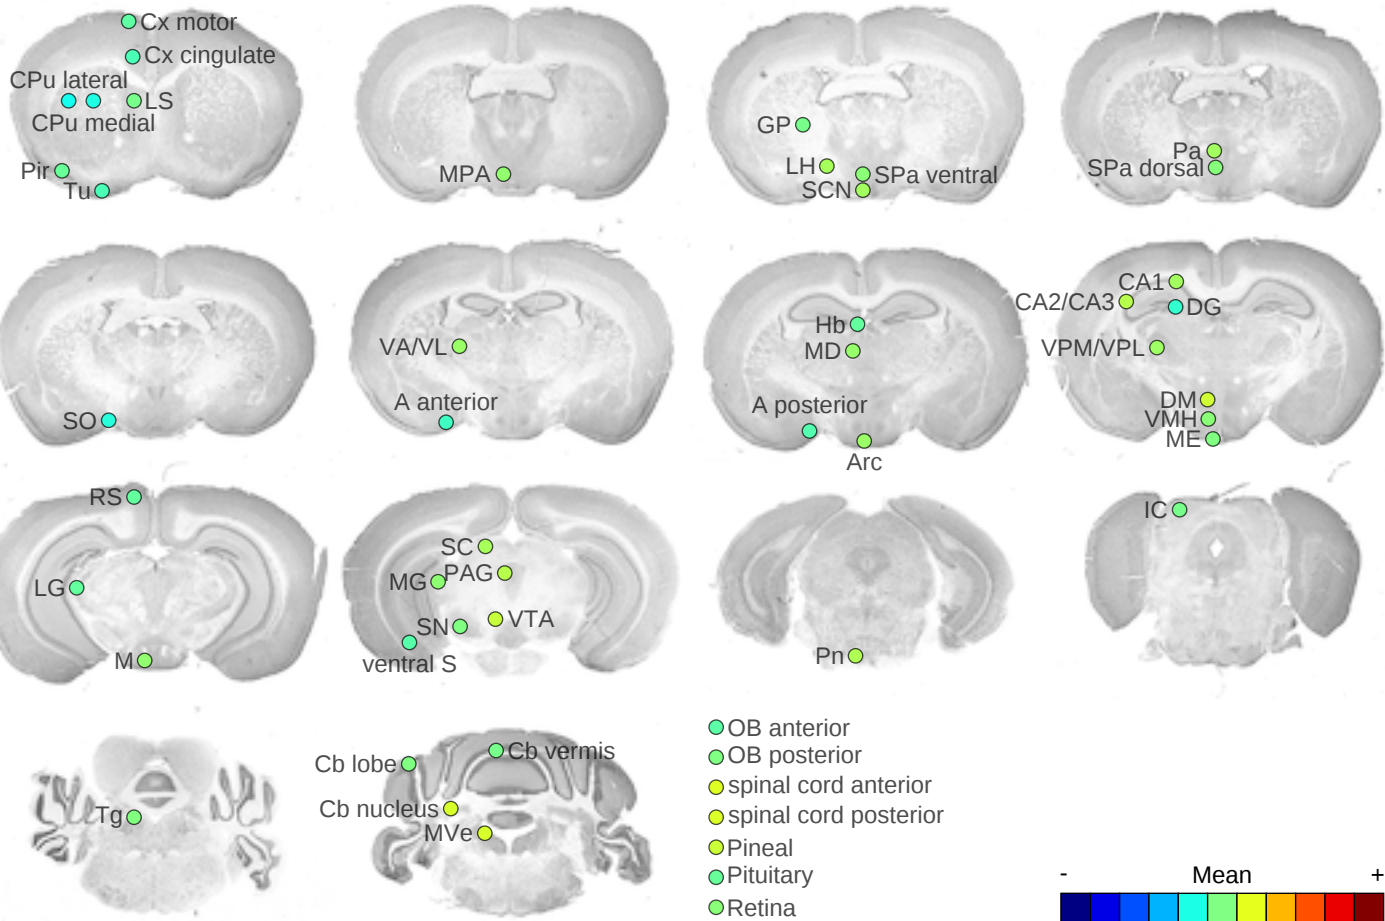 Cx motor
Cx cingulate
CPu lateral
LS
CPu medial
Pir
Tu
MPA
GP
LH
SPa ventral
SCN
Pa
SPa dorsal
SO
VA/VL
A anterior
Hb
MD
A posterior
Arc
CA1
CA2/CA3
DG
VPM/VPL
DM
VMH
ME
RS
LG
M
SC
PAG
MG
VTA
SN
ventral S
Pn
IC
Tg
Cb vermis
Cb lobe
Cb nucleus
MVe
OB anterior
OB posterior
spinal cord anterior
spinal cord posterior
Pineal
Pituitary
Retina
- Mean +